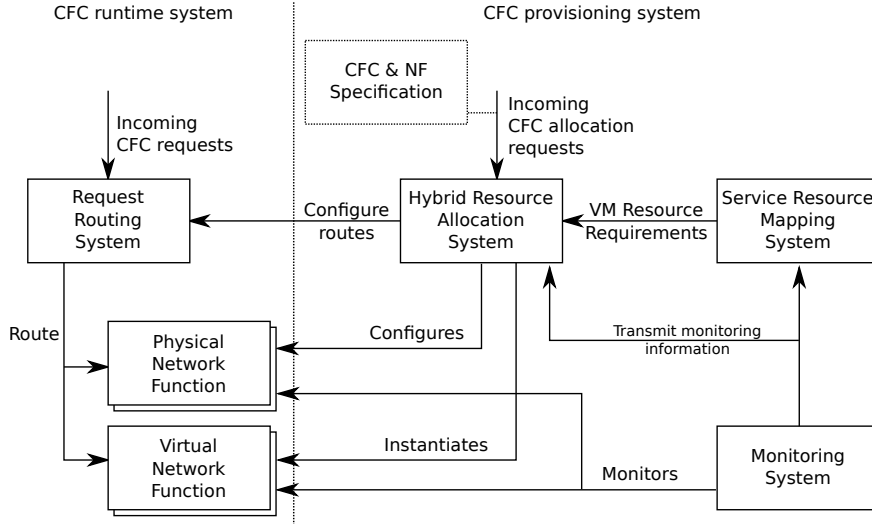 CFC runtime system
CFC provisioning system
CFC & NF
Specification
Incoming
CFC requests
Incoming
CFC allocation
requests
Request
Routing
System
Configure
routes
Hybrid Resource
Allocation
System
VM Resource
Requirements
Service Resource
Mapping
System
Route
Physical
Network
Function
Configures
Transmit monitoring
information
Virtual
Network
Function
Instantiates
Monitors
Monitoring
System